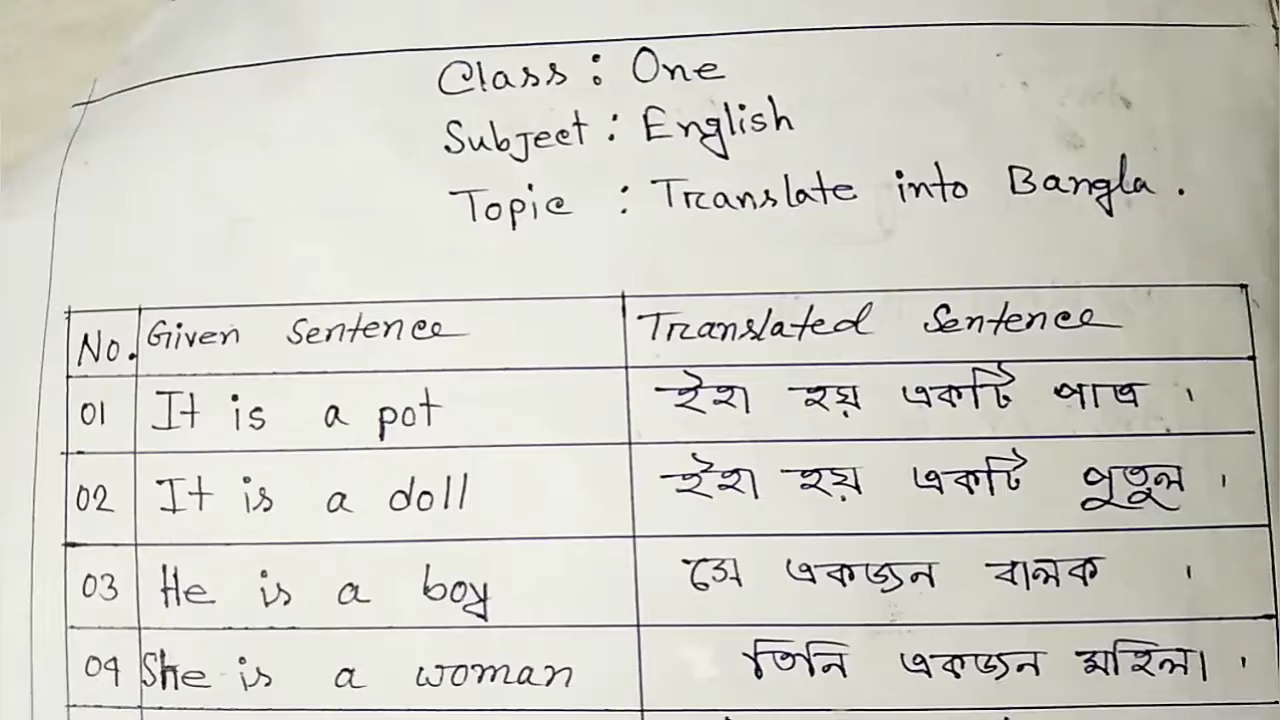 Class : One
Subject : English
Topic : Translate into Bangla.
No. Given Sentence Translated Sentence
01 It is a pot ইহা হয় একটি পাত্র ।
02 It is a doll ইহা হয় একটি পুতুল ।
03 He is a boy সে একজন বালক ।
04 She is a woman তিনি একজন মহিলা ।